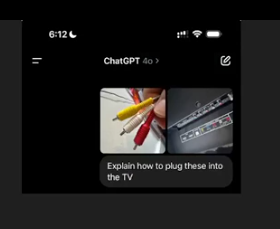 6:12
ChatGPT 4o >
Explain how to plug these into
the TV